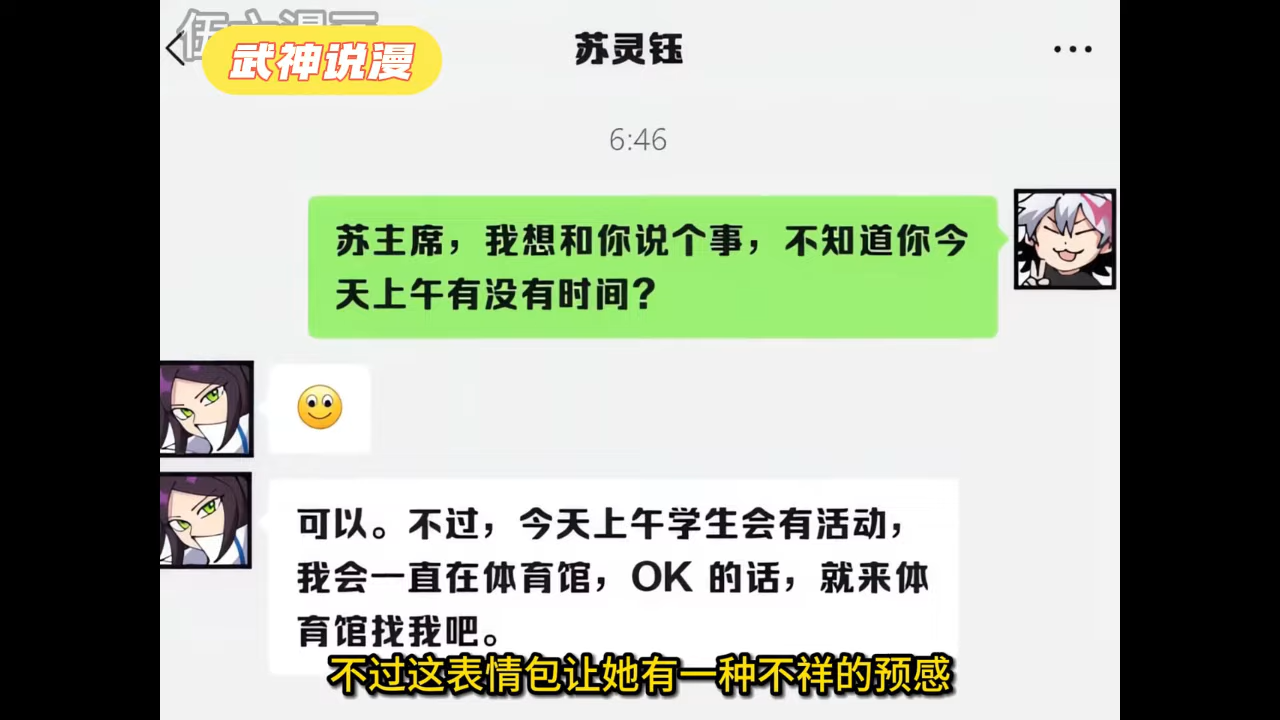 武神说漫
苏灵钰
6:46
苏主席，我想和你说个事，不知道你今
天上午有没有时间？
可以。不过，今天上午学生会有活动，
我会一直在体育馆，OK 的话，就来体
育馆找我吧。
不过这表情包让她有一种不祥的预感